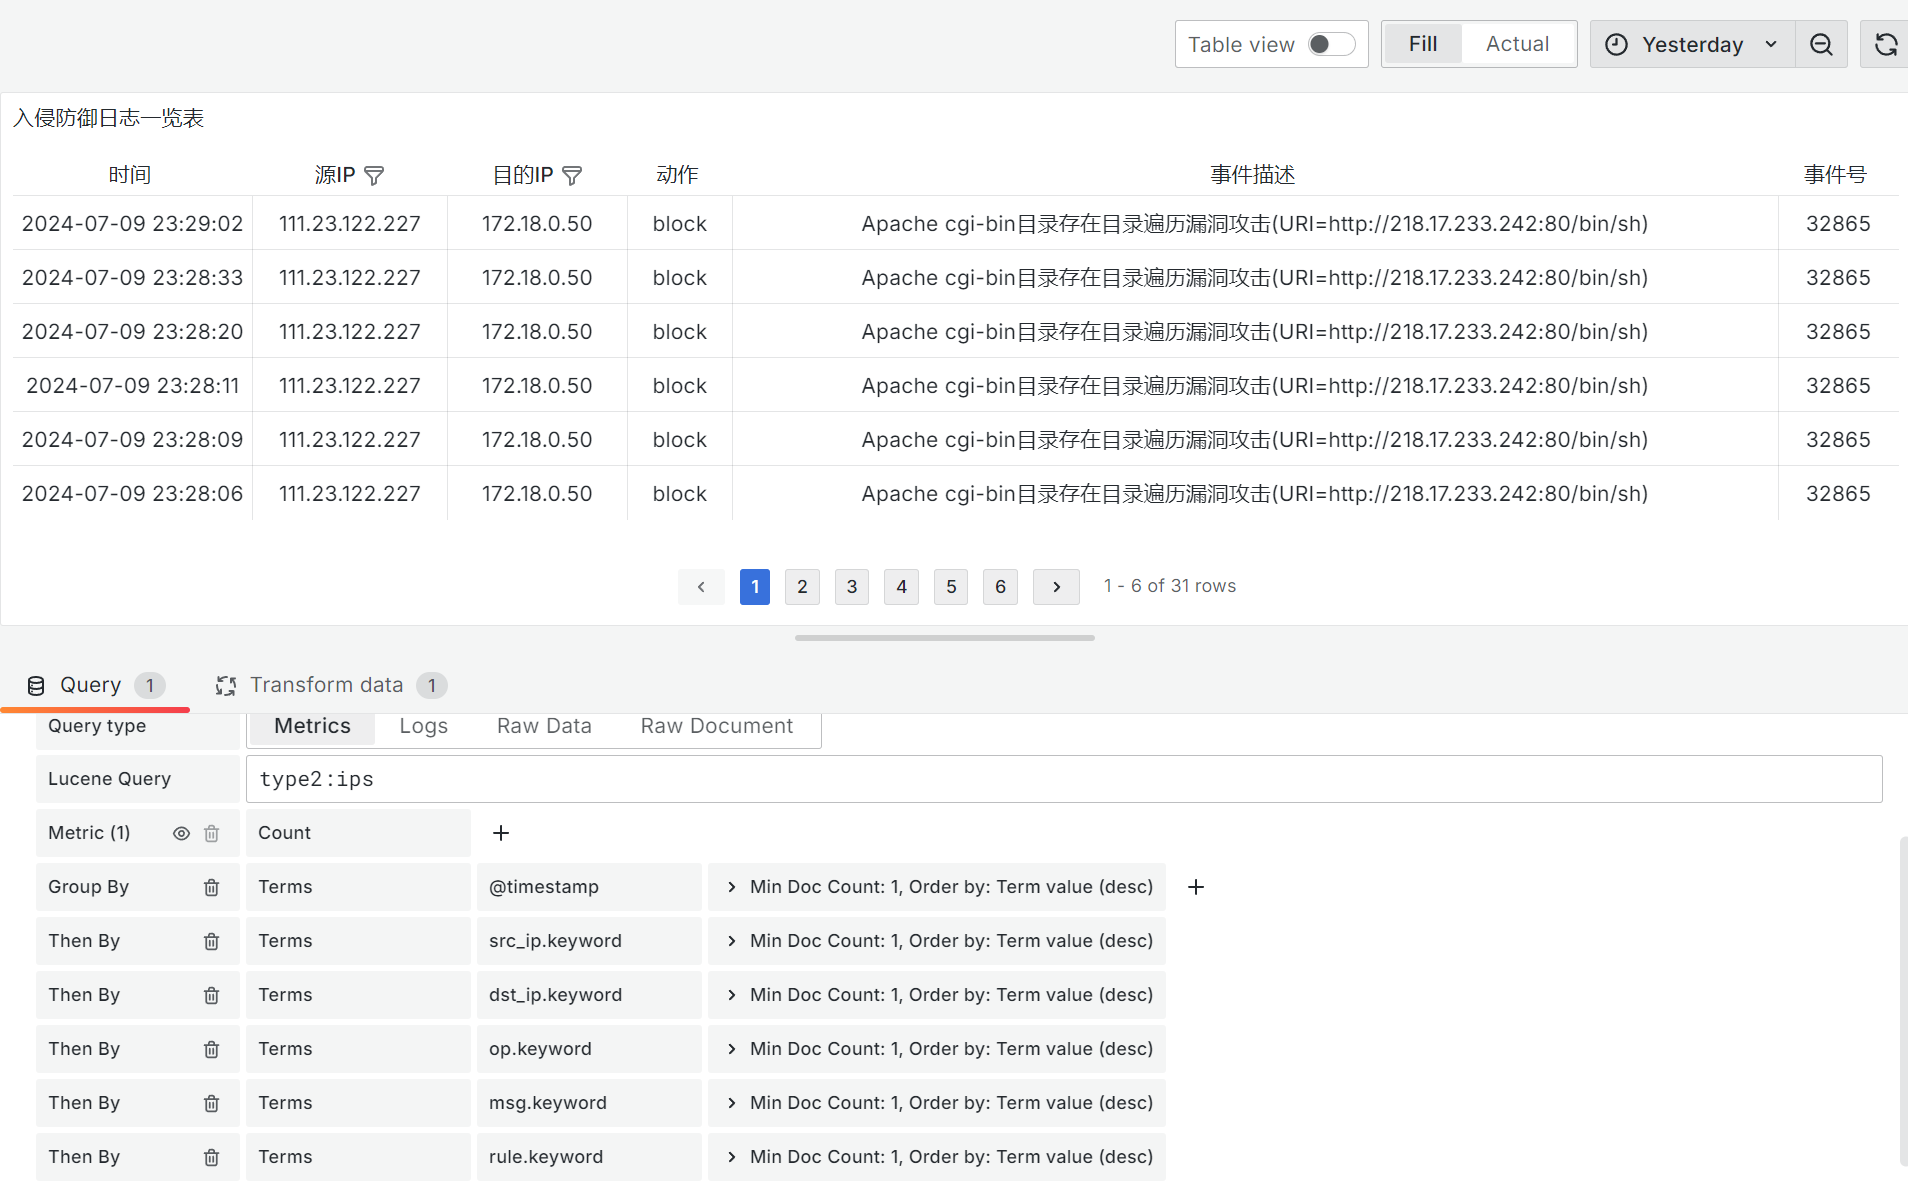 Table view Fill Actual Yesterday
入侵防御日志一览表
时间 源IP 目的IP 动作 事件描述 事件号
2024-07-09 23:29:02 111.23.122.227 172.18.0.50 block Apache cgi-bin目录存在目录遍历漏洞攻击(URI=http://218.17.233.242:80/bin/sh) 32865
2024-07-09 23:28:33 111.23.122.227 172.18.0.50 block Apache cgi-bin目录存在目录遍历漏洞攻击(URI=http://218.17.233.242:80/bin/sh) 32865
2024-07-09 23:28:20 111.23.122.227 172.18.0.50 block Apache cgi-bin目录存在目录遍历漏洞攻击(URI=http://218.17.233.242:80/bin/sh) 32865
2024-07-09 23:28:11 111.23.122.227 172.18.0.50 block Apache cgi-bin目录存在目录遍历漏洞攻击(URI=http://218.17.233.242:80/bin/sh) 32865
2024-07-09 23:28:09 111.23.122.227 172.18.0.50 block Apache cgi-bin目录存在目录遍历漏洞攻击(URI=http://218.17.233.242:80/bin/sh) 32865
2024-07-09 23:28:06 111.23.122.227 172.18.0.50 block Apache cgi-bin目录存在目录遍历漏洞攻击(URI=http://218.17.233.242:80/bin/sh) 32865
1 2 3 4 5 6 1 - 6 of 31 rows
Query 1 Transform data 1
Query type Metrics Logs Raw Data Raw Document
Lucene Query type2:ips
Metric (1) Count
Group By Terms @timestamp Min Doc Count: 1, Order by: Term value (desc)
Then By Terms src_ip.keyword Min Doc Count: 1, Order by: Term value (desc)
Then By Terms dst_ip.keyword Min Doc Count: 1, Order by: Term value (desc)
Then By Terms op.keyword Min Doc Count: 1, Order by: Term value (desc)
Then By Terms msg.keyword Min Doc Count: 1, Order by: Term value (desc)
Then By Terms rule.keyword Min Doc Count: 1, Order by: Term value (desc)